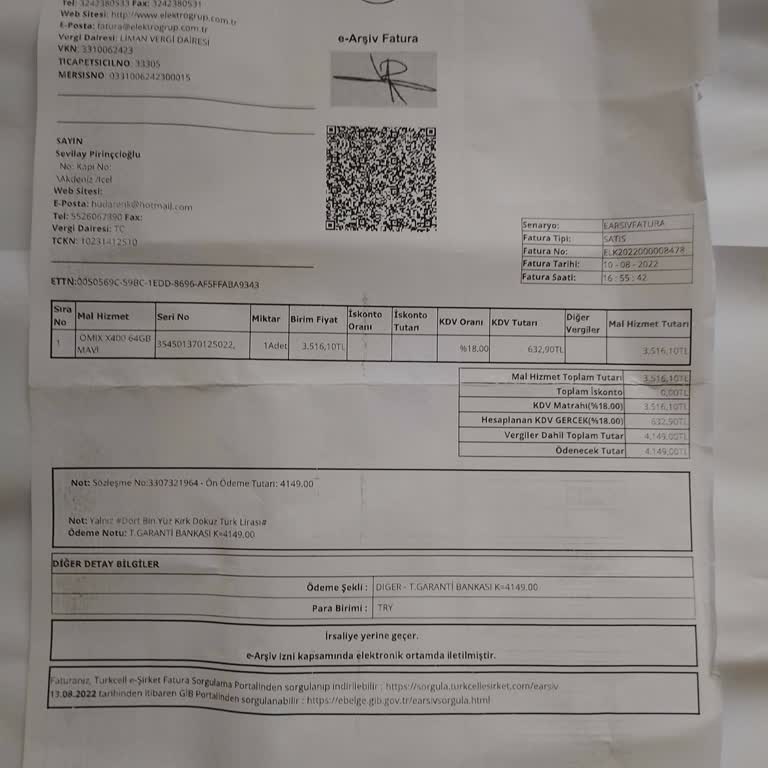 Tel: 3242380533 Fax: 3242380531
Web Sitesi: http://www.elektrogrup.com.tr
E-Posta: fatura@elektrogrup.com.tr
Vergi Dairesi: LİMAN VERGİ DAİRESİ
VKN: 3310062423
TICAPETSICILNO: 33305
MERSISNO: 0331006242300015
e-Arşiv Fatura
SAYIN
Sevilay Pirinççioğlu
No: Kapı No:
\Akdeniz /İcel
Web Sitesi:
E-Posta: hudarenk@hotmail.com
Tel: 5526067390 Fax:
Vergi Dairesi: TC
TCKN: 10231412510
Senaryo: EARSIVFATURA
Fatura Tipi: SATIS
Fatura No: ELK2022000008478
Fatura Tarihi: 10 - 08 - 2022
Fatura Saati: 16 : 55 : 42
ETTN:0050569C-59BC-1EDD-8696-AF5FFABA9343
Sıra No Mal Hizmet Seri No Miktar Birim Fiyat İskonto Oranı İskonto Tutarı KDV Oranı KDV Tutarı Diğer Vergiler Mal Hizmet Tutarı
1 OMIX X400 64GB MAVİ 354501370125022, 1Adet 3.516,10TL %18.00 632,90TL 3.516,10TL
Mal Hizmet Toplam Tutarı 3.516,10TL
Toplam İskonto 0,00TL
KDV Matrahı(%18.00) 3.516,10TL
Hesaplanan KDV GERCEK(%18.00) 632,90TL
Vergiler Dahil Toplam Tutar 4.149,00TL
Ödenecek Tutar 4.149,00TL
Not: Sözleşme No:3307321964 - Ön Ödeme Tutarı: 4149.00
Not: Yalnız #Dört Bin Yüz Kırk Dokuz Türk Lirası#
Ödeme Notu: T.GARANTİ BANKASI K=4149.00
DİĞER DETAY BİLGİLER
Ödeme Şekli : DIGER - T.GARANTİ BANKASI K=4149.00
Para Birimi : TRY
İrsaliye yerine geçer.
e-Arşiv izni kapsamında elektronik ortamda iletilmiştir.
Faturanız, Turkcell e-Şirket Fatura Sorgulama Portalinden sorgulanıp indirilebilir : https://sorgula.turkcellesirket.com/earsiv
13.08.2022 tarihinden itibaren GİB Portalinden sorgulanabilir : https://ebelge.gib.gov.tr/earsivsorgula.html